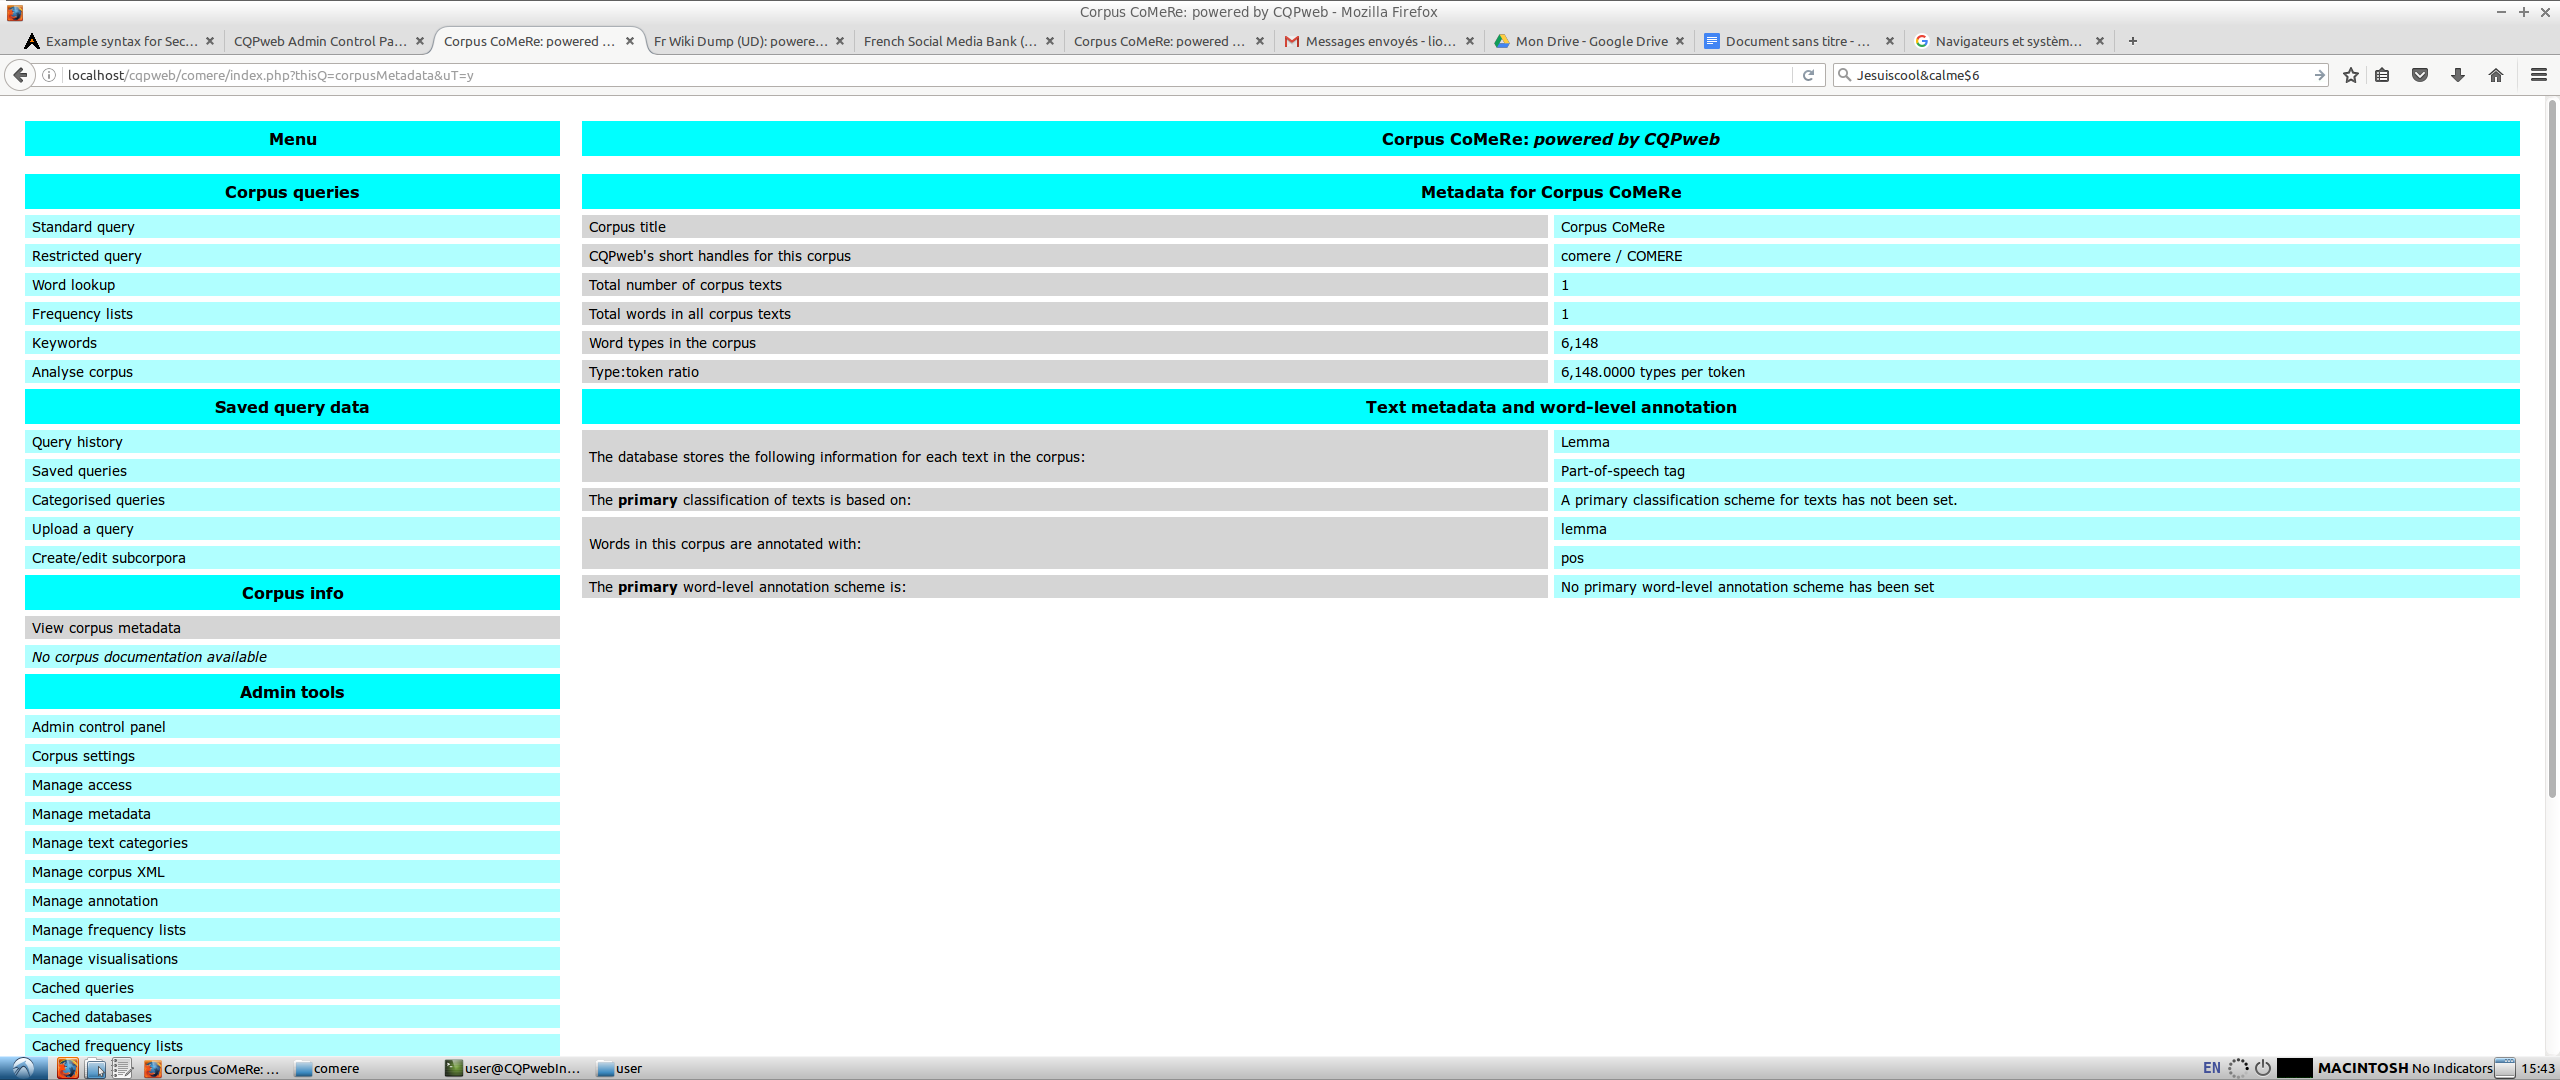 Corpus CoMeRe: powered by CQPweb - Mozilla Firefox
Example syntax for Sec...
CQPweb Admin Control Pa...
Corpus CoMeRe: powered ...
Fr Wiki Dump (UD): powere...
French Social Media Bank (...
Corpus CoMeRe: powered ...
Messages envoyés - lio...
Mon Drive - Google Drive
Document sans titre - ...
Navigateurs et systèm...
localhost/cqpweb/comere/index.php?thisQ=corpusMetadata&uT=y
Jesuiscool&calme$6
Menu
Corpus queries
Standard query
Restricted query
Word lookup
Frequency lists
Keywords
Analyse corpus
Saved query data
Query history
Saved queries
Categorised queries
Upload a query
Create/edit subcorpora
Corpus info
View corpus metadata
No corpus documentation available
Admin tools
Admin control panel
Corpus settings
Manage access
Manage metadata
Manage text categories
Manage corpus XML
Manage annotation
Manage frequency lists
Manage visualisations
Cached queries
Cached databases
Cached frequency lists
Corpus CoMeRe: powered by CQPweb
Metadata for Corpus CoMeRe
Corpus title Corpus CoMeRe
CQPweb's short handles for this corpus comere / COMERE
Total number of corpus texts 1
Total words in all corpus texts 1
Word types in the corpus 6,148
Type:token ratio 6,148.0000 types per token
Text metadata and word-level annotation
The database stores the following information for each text in the corpus: Lemma
Part-of-speech tag
The primary classification of texts is based on: A primary classification scheme for texts has not been set.
Words in this corpus are annotated with: lemma
pos
The primary word-level annotation scheme is: No primary word-level annotation scheme has been set
Corpus CoMeRe: ...
comere
user@CQPwebIn...
user
EN
MACINTOSH No Indicators
15:43